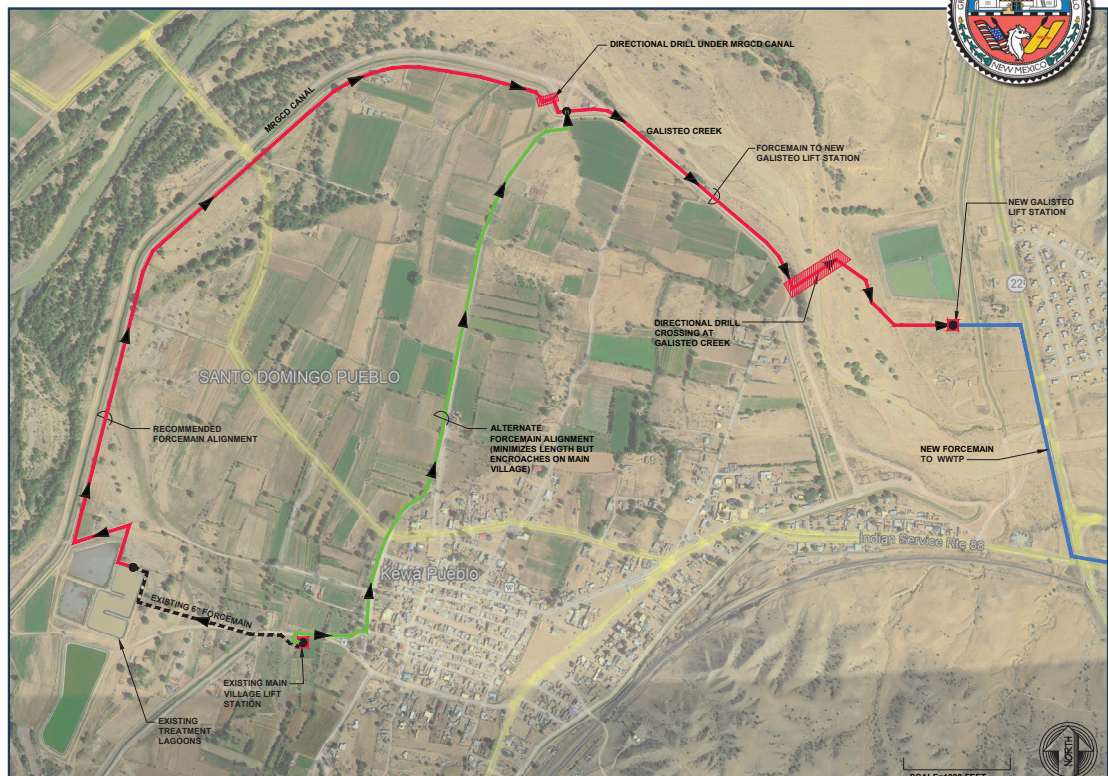 NEW MEXICO
DIRECTIONAL DRILL UNDER MRGCD CANAL
MRGCD CANAL
GALISTEO CREEK
FORCEMAIN TO NEW
GALISTEO LIFT STATION
NEW GALISTEO
LIFT STATION
22
DIRECTIONAL DRILL
CROSSING AT
GALISTEO CREEK
SANTO DOMINGO PUEBLO
RECOMMENDED
FORCEMAIN ALIGNMENT
ALTERNATE
FORCEMAIN ALIGNMENT
(MINIMIZES LENGTH BUT
ENCROACHES ON MAIN
VILLAGE)
NEW FORCEMAIN
TO WWTP
Indian Service Rte 88
Kewa Pueblo
EXISTING 6" FORCEMAIN
EXISTING MAIN
VILLAGE LIFT
STATION
EXISTING
TREATMENT
LAGOONS
NORTH
SCALE=1000 FEET